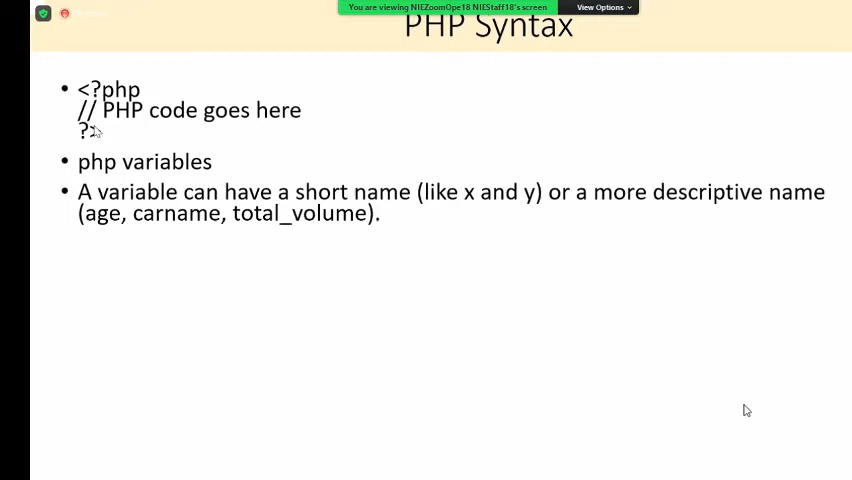 You are viewing NIEZoomOpe18 NIEStaff18's screen
View Options
PHP Syntax
• <?php
// PHP code goes here
?>
• php variables
• A variable can have a short name (like x and y) or a more descriptive name
(age, carname, total_volume).